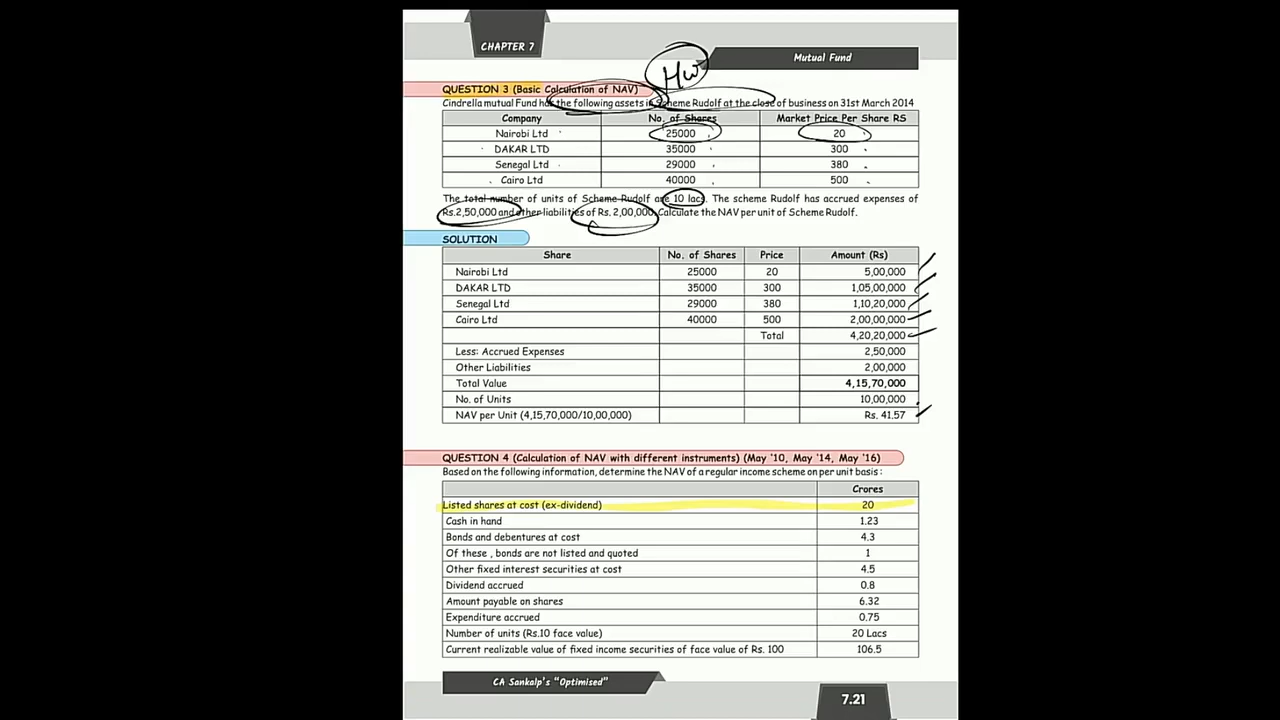 CHAPTER 7
Mutual Fund
Hw
QUESTION 3 (Basic Calculation of NAV)
Cindrella mutual Fund has the following assets in Scheme Rudolf at the close of business on 31st March 2014
Company No. of Shares Market Price Per Share RS
Nairobi Ltd 25000 20
DAKAR LTD 35000 300
Senegal Ltd 29000 380
Cairo Ltd 40000 500
The total number of units of Scheme Rudolf are 10 lacs. The scheme Rudolf has accrued expenses of
Rs.2,50,000 and other liabilities of Rs. 2,00,000. Calculate the NAV per unit of Scheme Rudolf.
SOLUTION
Share No. of Shares Price Amount (Rs)
Nairobi Ltd 25000 20 5,00,000
DAKAR LTD 35000 300 1,05,00,000
Senegal Ltd 29000 380 1,10,20,000
Cairo Ltd 40000 500 2,00,00,000
Total 4,20,20,000
Less: Accrued Expenses 2,50,000
Other Liabilities 2,00,000
Total Value 4,15,70,000
No. of Units 10,00,000
NAV per Unit (4,15,70,000/10,00,000) Rs. 41.57
QUESTION 4 (Calculation of NAV with different instruments) (May '10, May '14, May '16)
Based on the following information, determine the NAV of a regular income scheme on per unit basis :
Crores
Listed shares at cost (ex-dividend) 20
Cash in hand 1.23
Bonds and debentures at cost 4.3
Of these , bonds are not listed and quoted 1
Other fixed interest securities at cost 4.5
Dividend accrued 0.8
Amount payable on shares 6.32
Expenditure accrued 0.75
Number of units (Rs.10 face value) 20 Lacs
Current realizable value of fixed income securities of face value of Rs. 100 106.5
CA Sankalp's "Optimised"
7.21